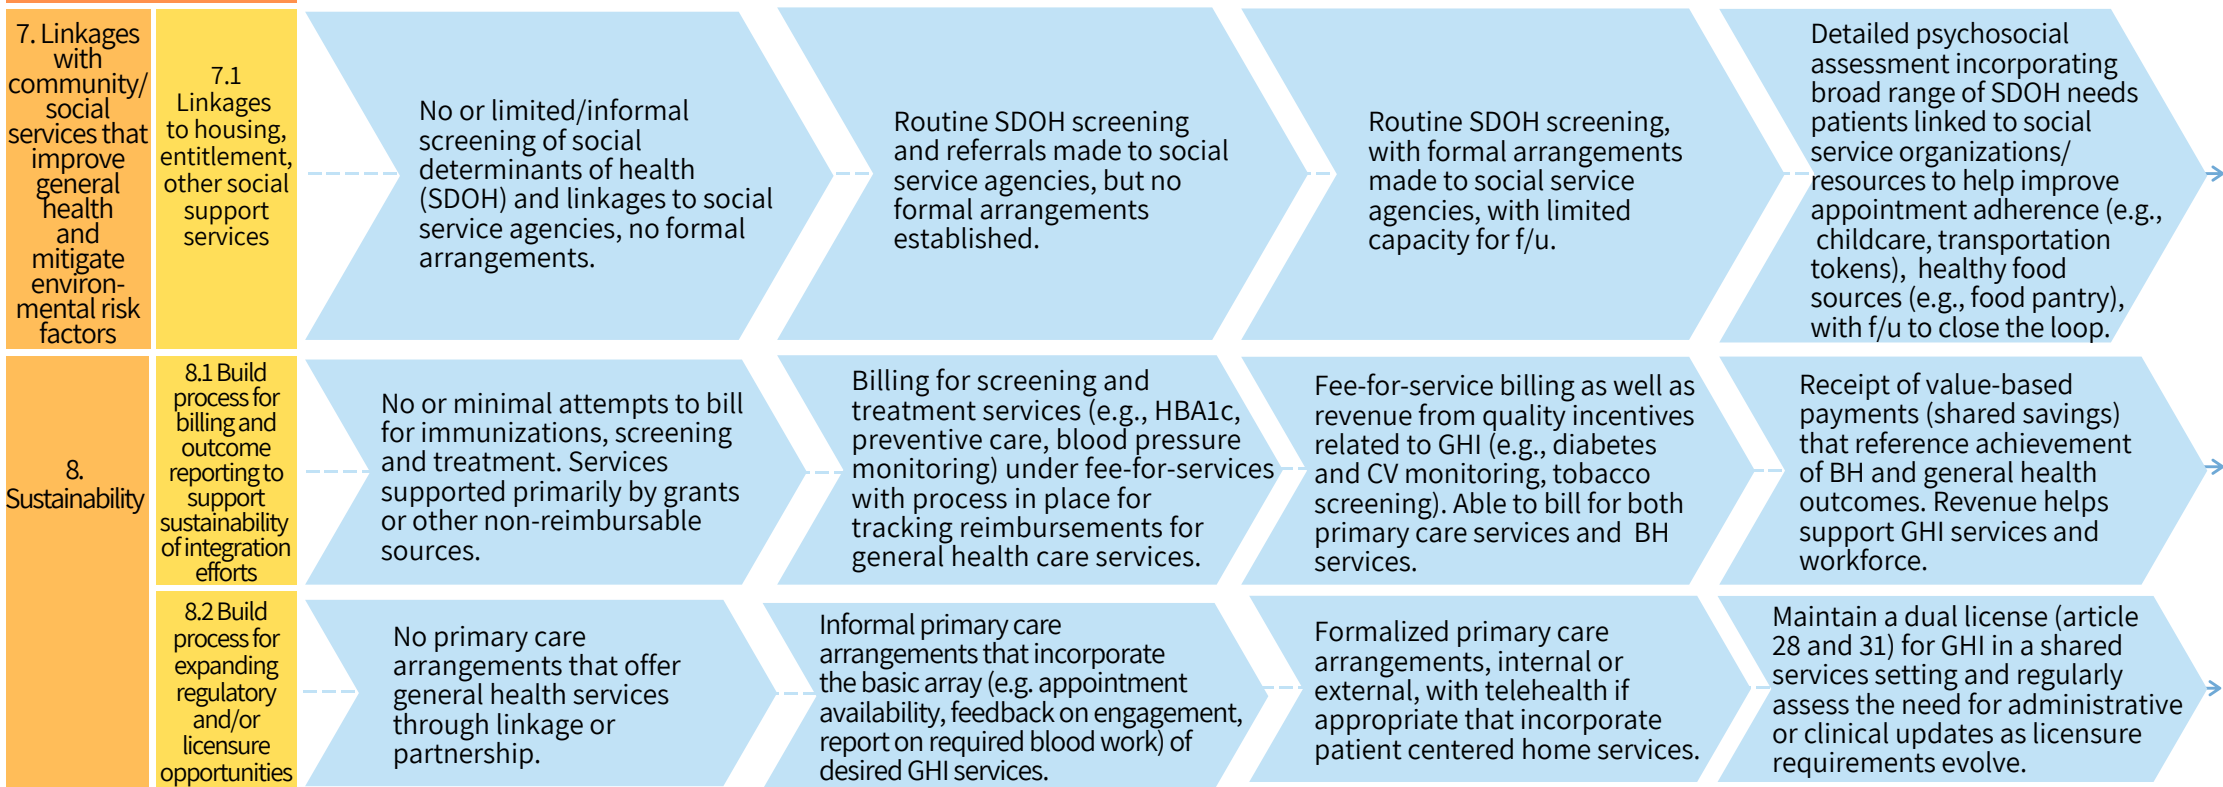 7. Linkages
with
community/
social
services that
improve
general
health
and
mitigate
environ-
mental risk
factors
7.1
Linkages
to housing,
entitlement,
other social
support
services
No or limited/informal
screening of social
determinants of health
(SDOH) and linkages to social
service agencies, no formal
arrangements.
Routine SDOH screening
and referrals made to social
service agencies, but no
formal arrangements
established.
Routine SDOH screening,
with formal arrangements
made to social service
agencies, with limited
capacity for f/u.
Detailed psychosocial
assessment incorporating
broad range of SDOH needs
patients linked to social
service organizations/
resources to help improve
appointment adherence (e.g.,
childcare, transportation
tokens), healthy food
sources (e.g., food pantry),
with f/u to close the loop.
8.
Sustainability
8.1 Build
process for
billing and
outcome
reporting to
support
sustainability
of integration
efforts
No or minimal attempts to bill
for immunizations, screening
and treatment. Services
supported primarily by grants
or other non-reimbursable
sources.
Billing for screening and
treatment services (e.g., HBA1c,
preventive care, blood pressure
monitoring) under fee-for-services
with process in place for
tracking reimbursements for
general health care services.
Fee-for-service billing as well as
revenue from quality incentives
related to GHI (e.g., diabetes
and CV monitoring, tobacco
screening). Able to bill for both
primary care services and BH
services.
Receipt of value-based
payments (shared savings)
that reference achievement
of BH and general health
outcomes. Revenue helps
support GHI services and
workforce.
8.2 Build
process for
expanding
regulatory
and/or
licensure
opportunities
No primary care
arrangements that offer
general health services
through linkage or
partnership.
Informal primary care
arrangements that incorporate
the basic array (e.g. appointment
availability, feedback on engagement,
report on required blood work) of
desired GHI services.
Formalized primary care
arrangements, internal or
external, with telehealth if
appropriate that incorporate
patient centered home services.
Maintain a dual license (article
28 and 31) for GHI in a shared
services setting and regularly
assess the need for administrative
or clinical updates as licensure
requirements evolve.